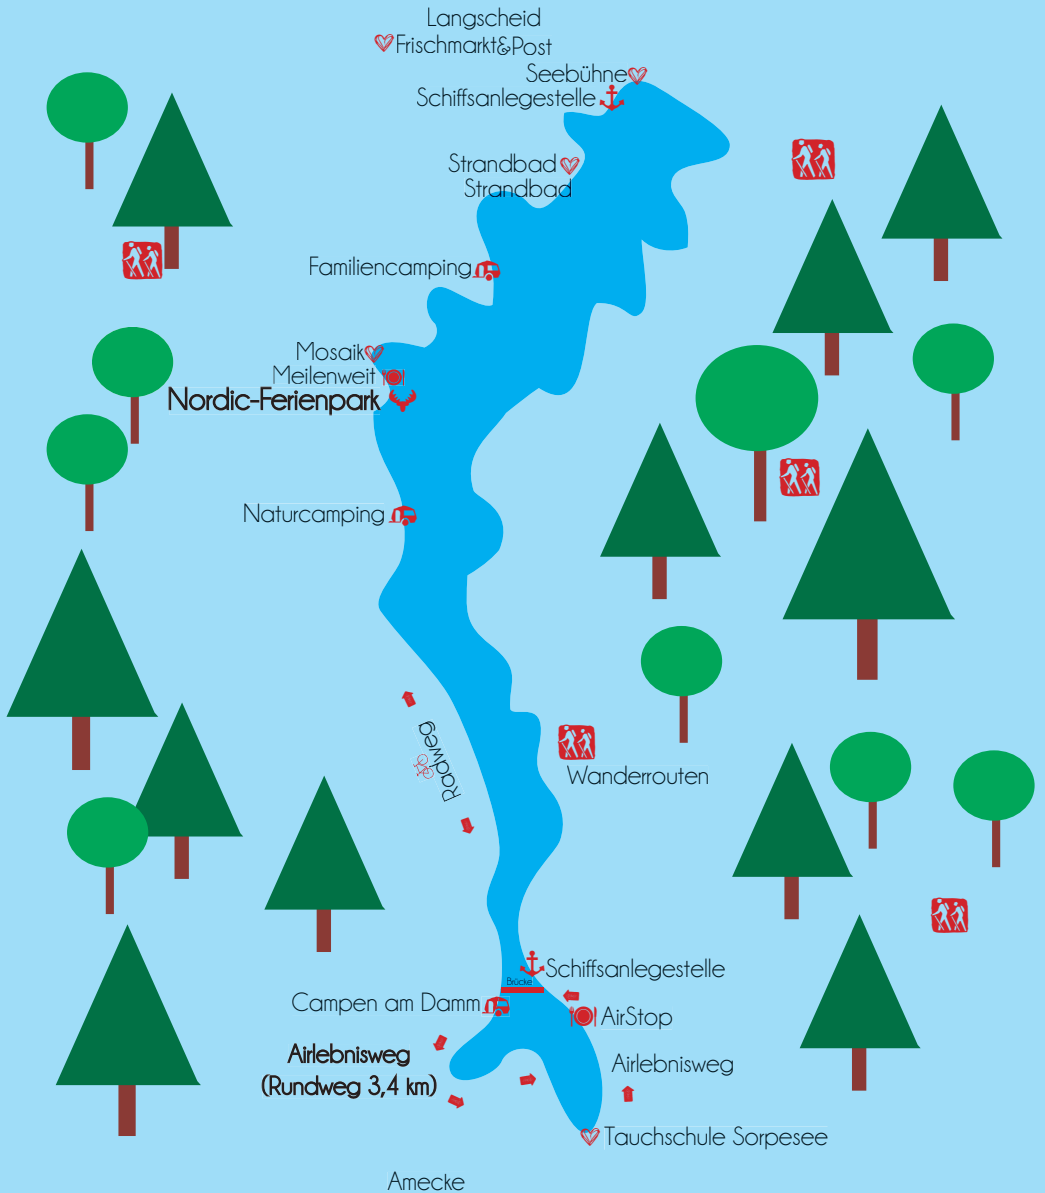 Langscheid
Frischmarkt&Post
Seebühne
Schiffsanlegestelle
Strandbad
Strandbad
Familiencamping
Mosaik
Meilenweit
Nordic-Ferienpark
Naturcamping
Radweg
Wanderrouten
Schiffsanlegestelle
Brücke
Campen am Damm
AirStop
Airlebnisweg
(Rundweg 3,4 km)
Airlebnisweg
Tauchschule Sorpesee
Amecke